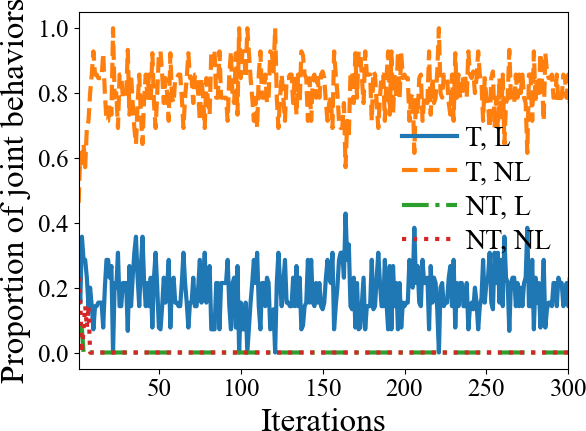 Proportion of joint behaviors
1.0
0.8
0.6
0.4
0.2
0.0
T, L
T, NL
NT, L
NT, NL
50
100
150
200
250
300
Iterations